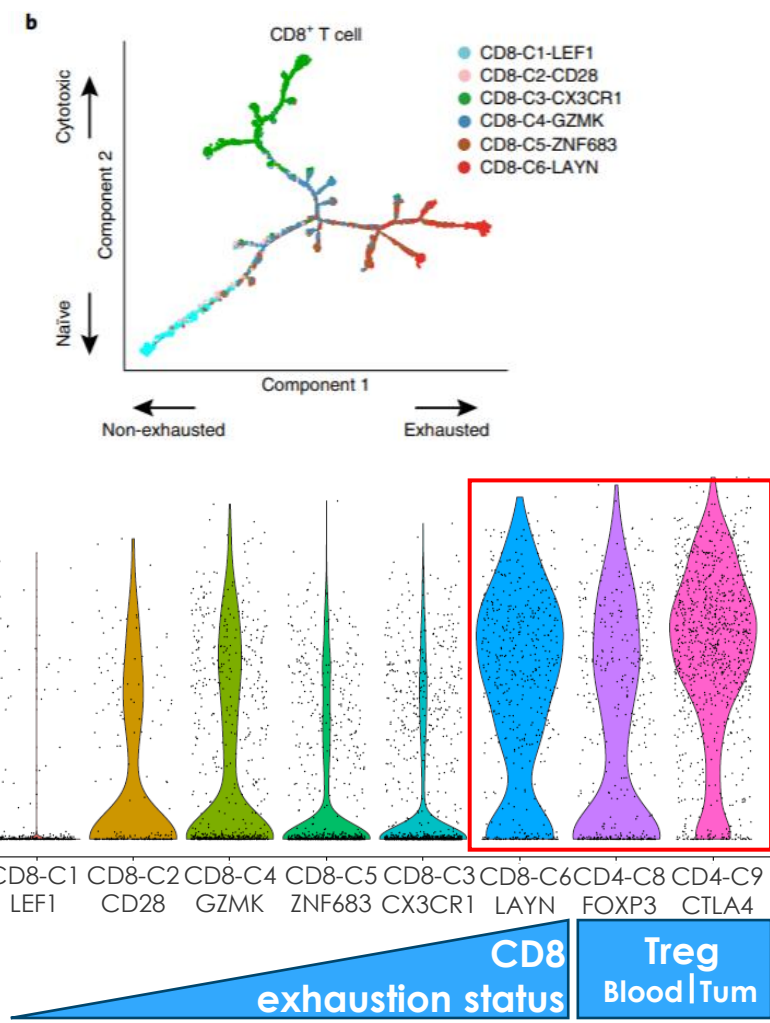 b
CD8⁺ T cell
CD8-C1-LEF1
CD8-C2-CD28
CD8-C3-CX3CR1
CD8-C4-GZMK
CD8-C5-ZNF683
CD8-C6-LAYN
Cytotoxic
Component 2
Naïve
Component 1
Non-exhausted
Exhausted
CD8-C1 CD8-C2 CD8-C4 CD8-C5 CD8-C3 CD8-C6 CD4-C8 CD4-C9
LEF1 CD28 GZMK ZNF683 CX3CR1 LAYN FOXP3 CTLA4
CD8
exhaustion status
Treg
Blood|Tum